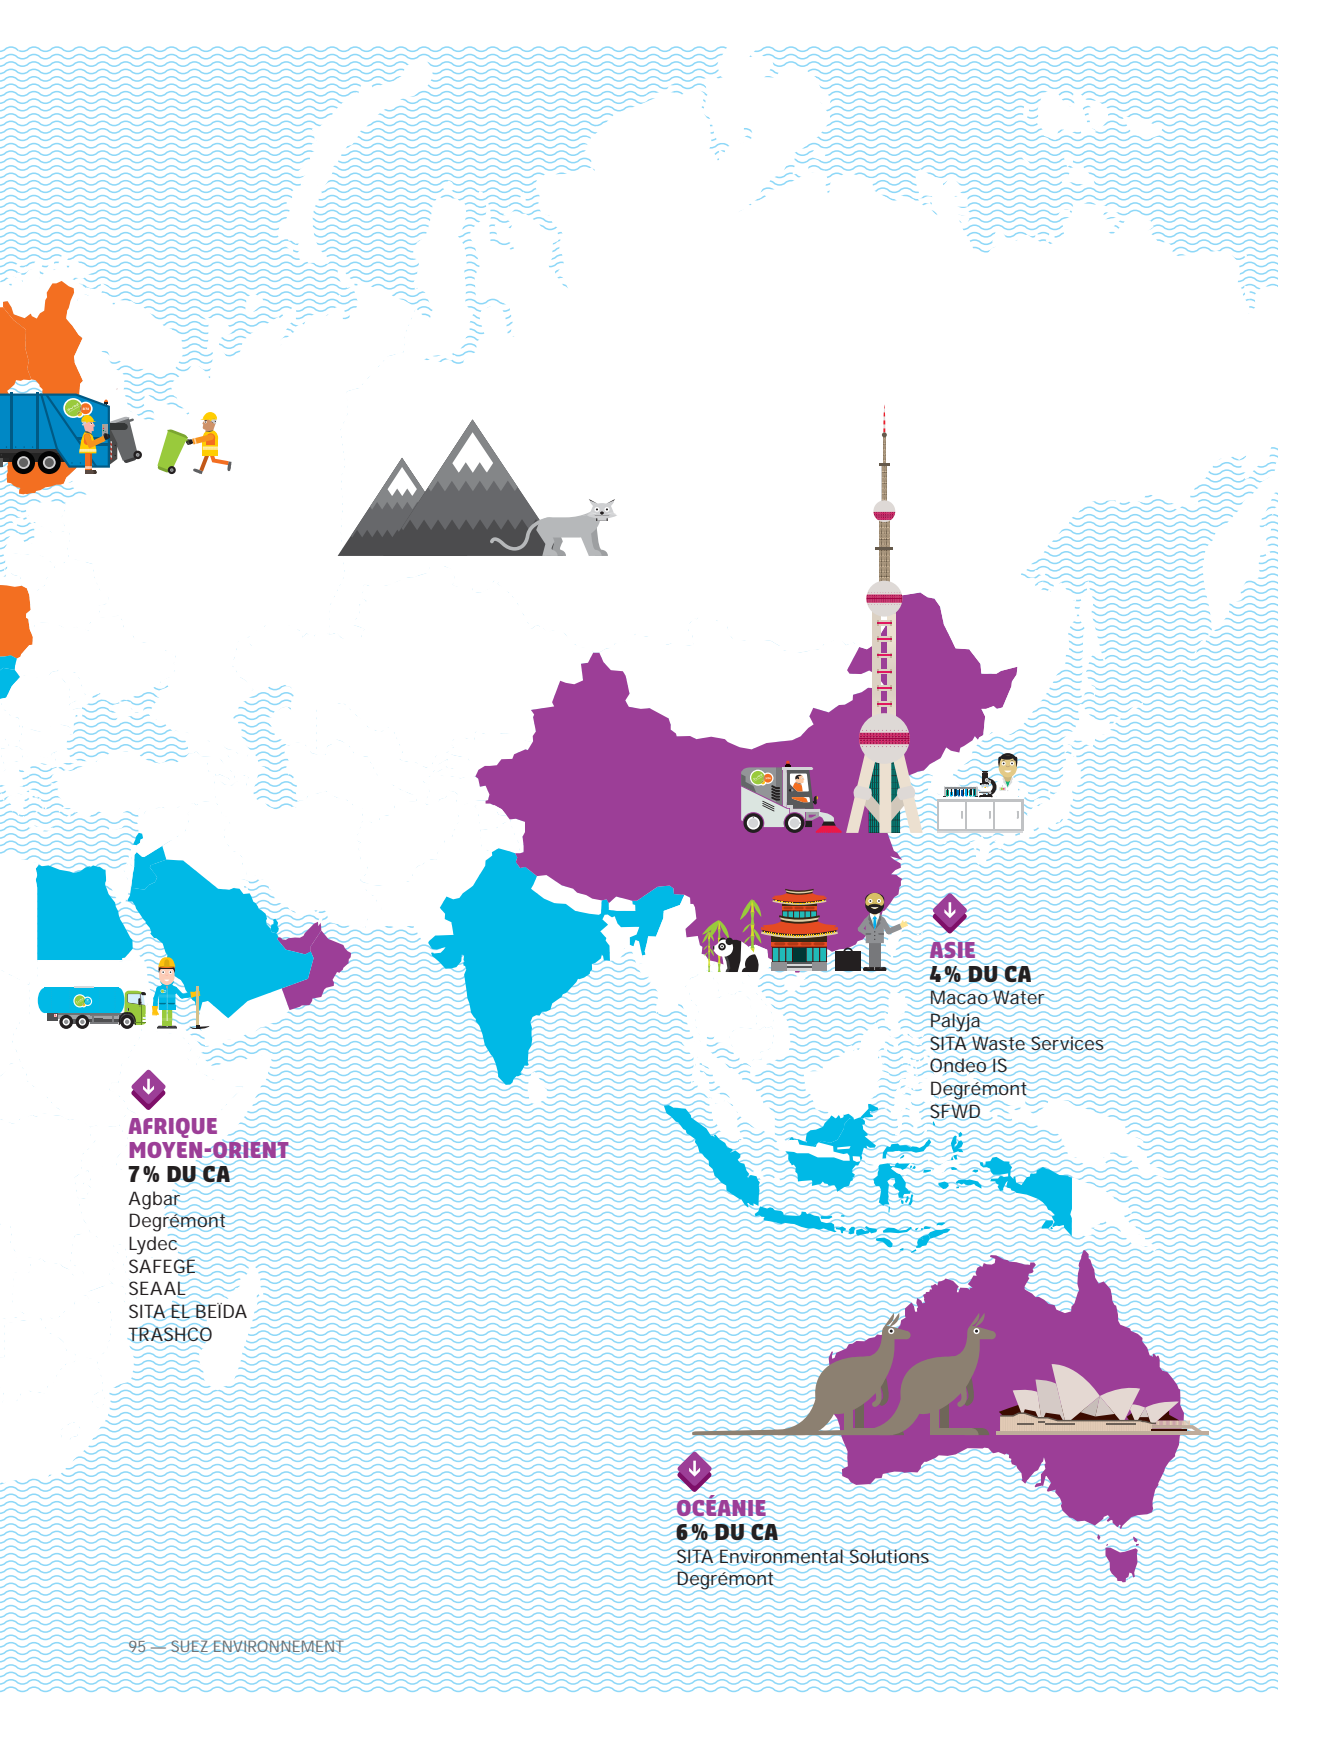 ASIE
4% DU CA
Macao Water
Palyja
SITA Waste Services
Ondeo IS
Degrémont
SFWD
AFRIQUE
MOYEN-ORIENT
7% DU CA
Agbar
Degrémont
Lydec
SAFEGE
SEAAL
SITA EL BEÏDA
TRASHCO
OCÉANIE
6% DU CA
SITA Environmental Solutions
Degrémont
95 — SUEZ ENVIRONNEMENT